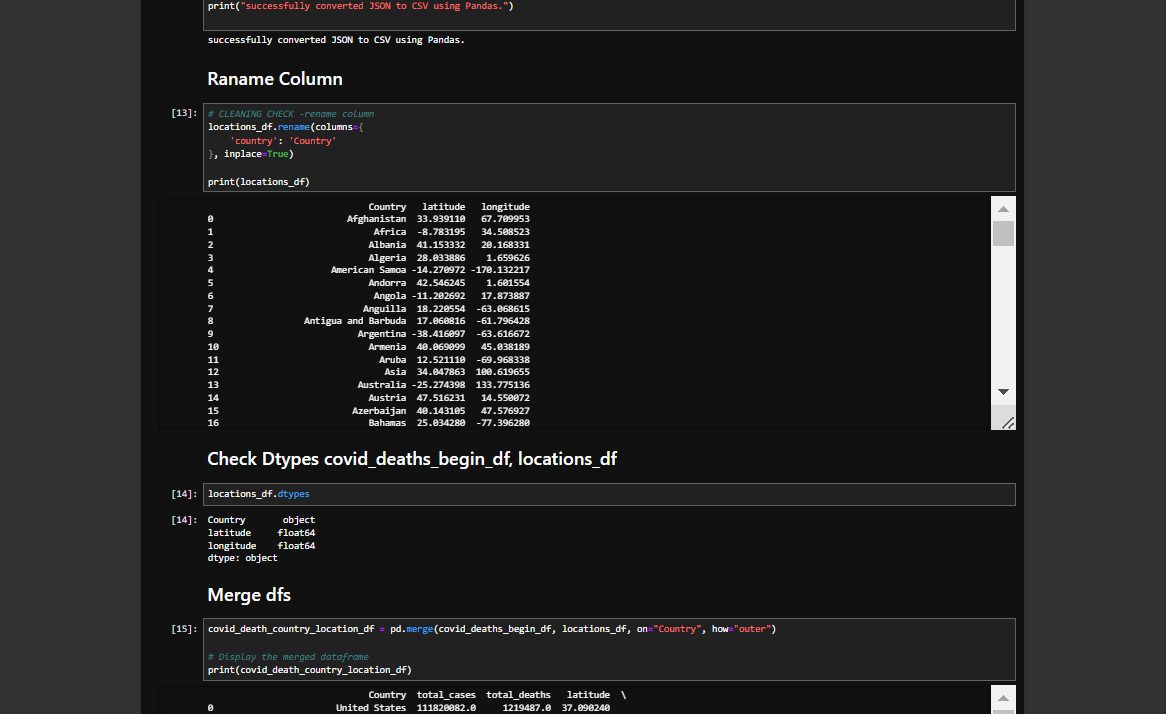 print("successfully converted JSON to CSV using Pandas.")
successfully converted JSON to CSV using Pandas.
Raname Column
[13]: # CLEANING CHECK -rename column
locations_df.rename(columns={
'country': 'Country'
}, inplace=True)
print(locations_df)
Country latitude longitude
0 Afghanistan 33.939110 67.709953
1 Africa -8.783195 34.508523
2 Albania 41.153332 20.168331
3 Algeria 28.033886 1.659626
4 American Samoa -14.270972 -170.132217
5 Andorra 42.546245 1.601554
6 Angola -11.202692 17.873887
7 Anguilla 18.220554 -63.068615
8 Antigua and Barbuda 17.060816 -61.796428
9 Argentina -38.416097 -63.616672
10 Armenia 40.069099 45.038189
11 Aruba 12.521110 -69.968338
12 Asia 34.047863 100.619655
13 Australia -25.274398 133.775136
14 Austria 47.516231 14.550072
15 Azerbaijan 40.143105 47.576927
16 Bahamas 25.034280 -77.396280
Check Dtypes covid_deaths_begin_df, locations_df
[14]: locations_df.dtypes
[14]: Country object
latitude float64
longitude float64
dtype: object
Merge dfs
[15]: covid_death_country_location_df = pd.merge(covid_deaths_begin_df, locations_df, on="Country", how="outer")
# Display the merged dataframe
print(covid_death_country_location_df)
Country total_cases total_deaths latitude \
0 United States 111820082.0 1219487.0 37.090240